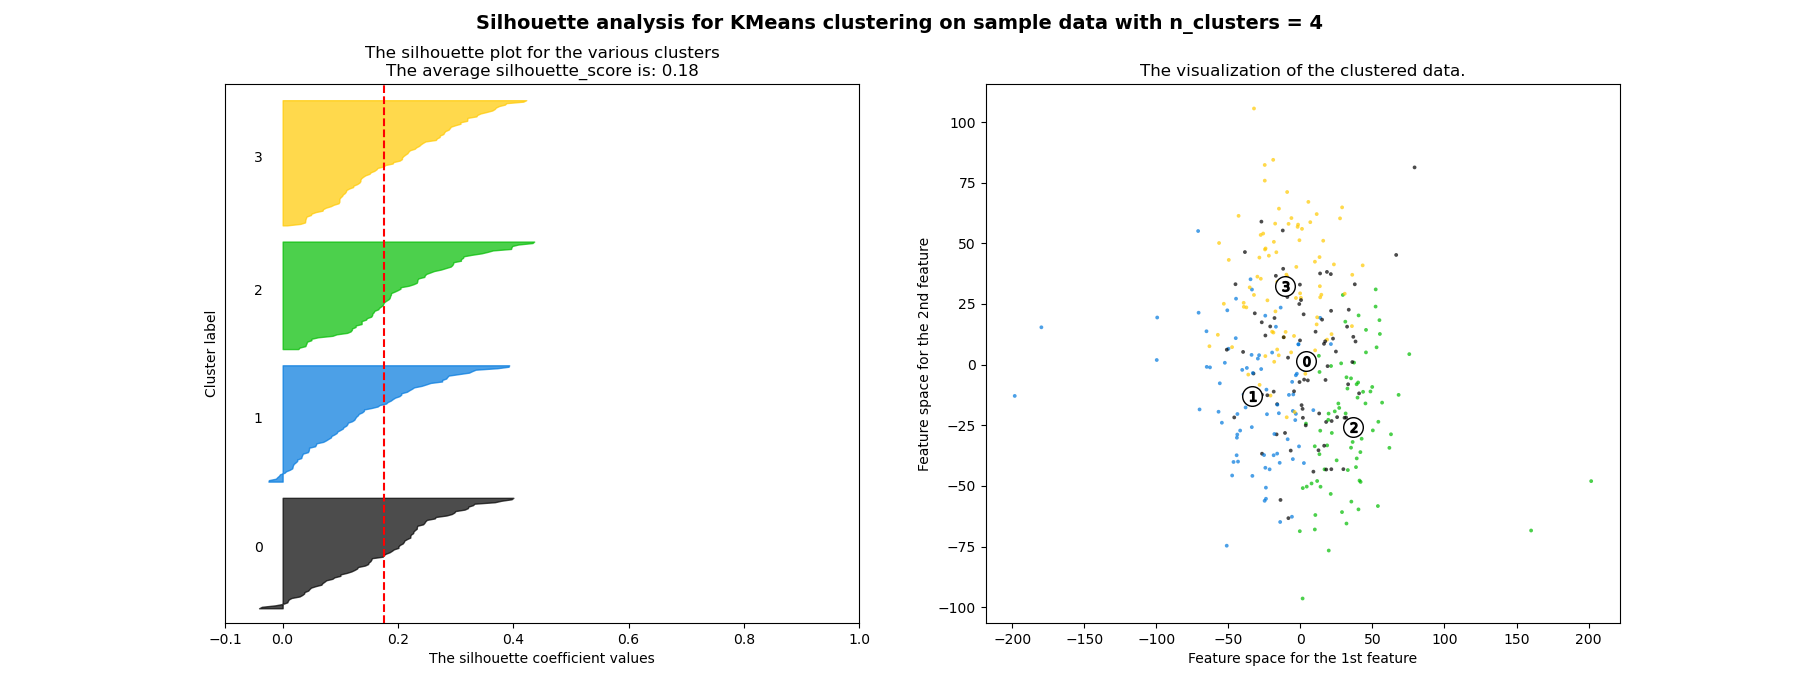 Silhouette analysis for KMeans clustering on sample data with n_clusters = 4
The silhouette plot for the various clusters
The average silhouette_score is: 0.18
Cluster label
3
2
1
0
−0.1 0.0 0.2 0.4 0.6 0.8 1.0
The silhouette coefficient values
The visualization of the clustered data.
Feature space for the 2nd feature
100
75
50
25
0
−25
−50
−75
−100
3
0
1
2
−200 −150 −100 −50 0 50 100 150 200
Feature space for the 1st feature